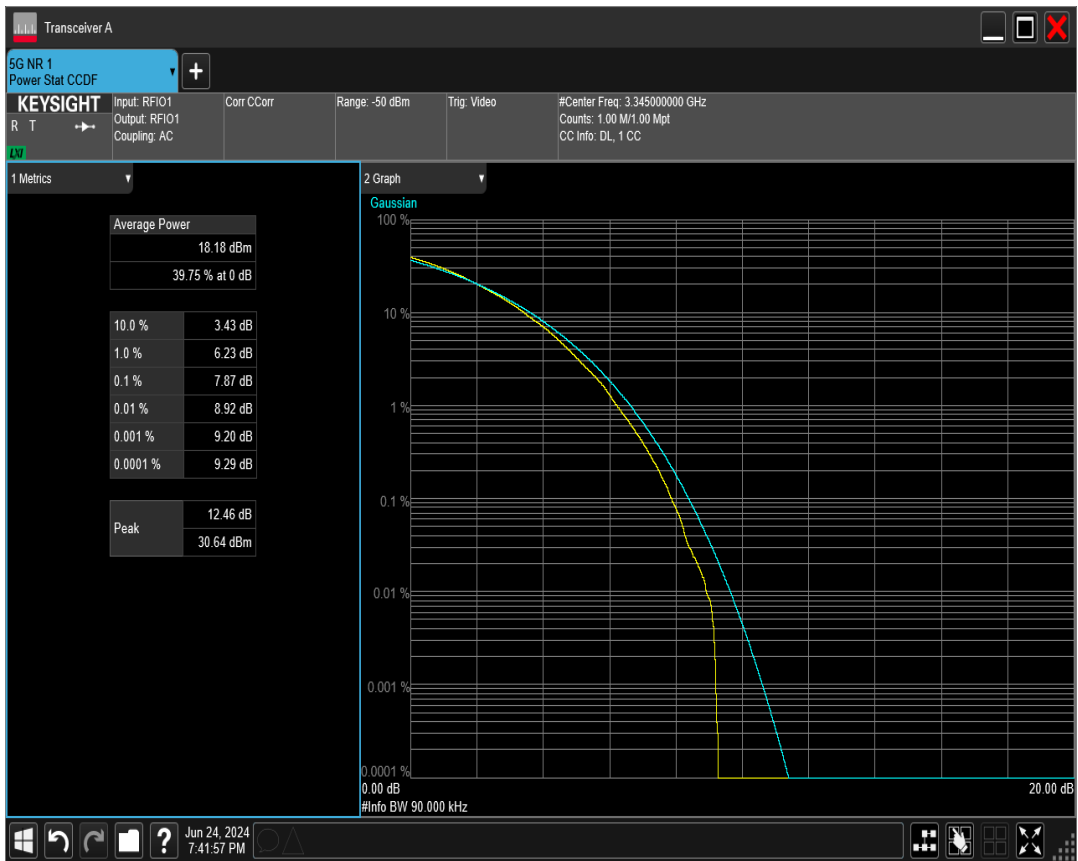 Transceiver A
5G NR 1
Power Stat CCDF
+
KEYSIGHT
R T
LXI
Input: RFIO1
Output: RFIO1
Coupling: AC
Corr CCorr
Range: -50 dBm
Trig: Video
#Center Freq: 3.345000000 GHz
Counts: 1.00 M/1.00 Mpt
CC Info: DL, 1 CC
1 Metrics
Average Power
18.18 dBm
39.75 % at 0 dB
10.0 % 3.43 dB
1.0 % 6.23 dB
0.1 % 7.87 dB
0.01 % 8.92 dB
0.001 % 9.20 dB
0.0001 % 9.29 dB
Peak
12.46 dB
30.64 dBm
2 Graph
Gaussian
100 %
10 %
1 %
0.1 %
0.01 %
0.001 %
0.0001 %
0.00 dB 20.00 dB
#Info BW 90.000 kHz
?
Jun 24, 2024
7:41:57 PM